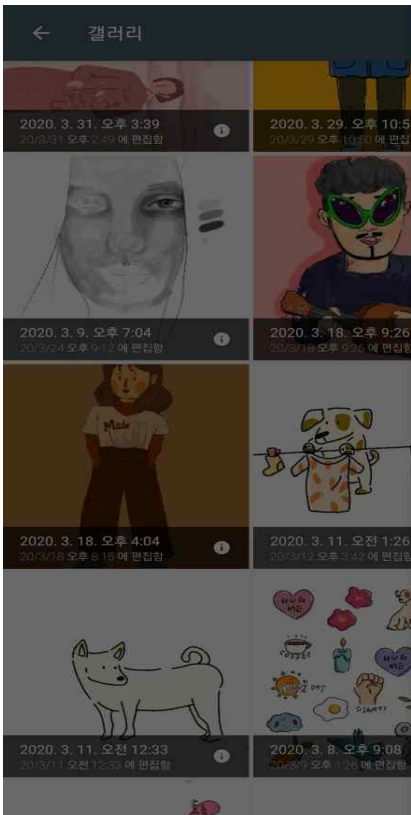 갤러리
2020. 3. 31. 오후 3:39
20/3/31 오후 2:49 에 편집함
2020. 3. 29. 오후 10:5
20/3/29 오후 10:50 에 편집
2020. 3. 9. 오후 7:04
20/3/24 오후 9:12 에 편집함
2020. 3. 18. 오후 9:26
20/3/18 오후 9:26 에 편집함
Made
2020. 3. 18. 오후 4:04
20/3/18 오후 8:15 에 편집함
2020. 3. 11. 오전 1:26
20/3/12 오후 3:42 에 편집함
HUG
ME
COFFEE
HUG
ME
DAY
2020. 3. 11. 오전 12:33
20/3/11 오전 12:33 에 편집함
2020. 3. 8. 오후 9:08
20/3/9 오후 1:26 에 편집함